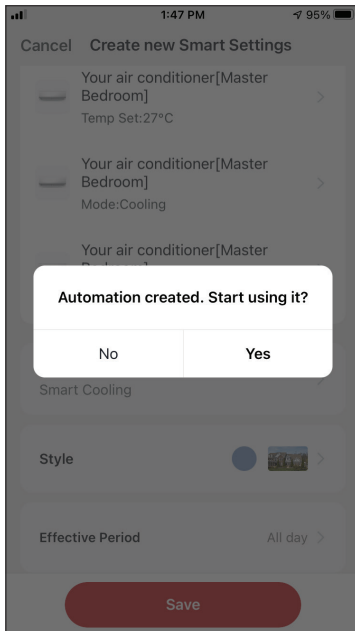 1:47 PM
95%
Cancel Create new Smart Settings
Your air conditioner[Master
Bedroom]
Temp Set:27°C
Your air conditioner[Master
Bedroom]
Mode:Cooling
Your air conditioner[Master
Automation created. Start using it?
No Yes
Smart Cooling
Style
Effective Period All day
Save